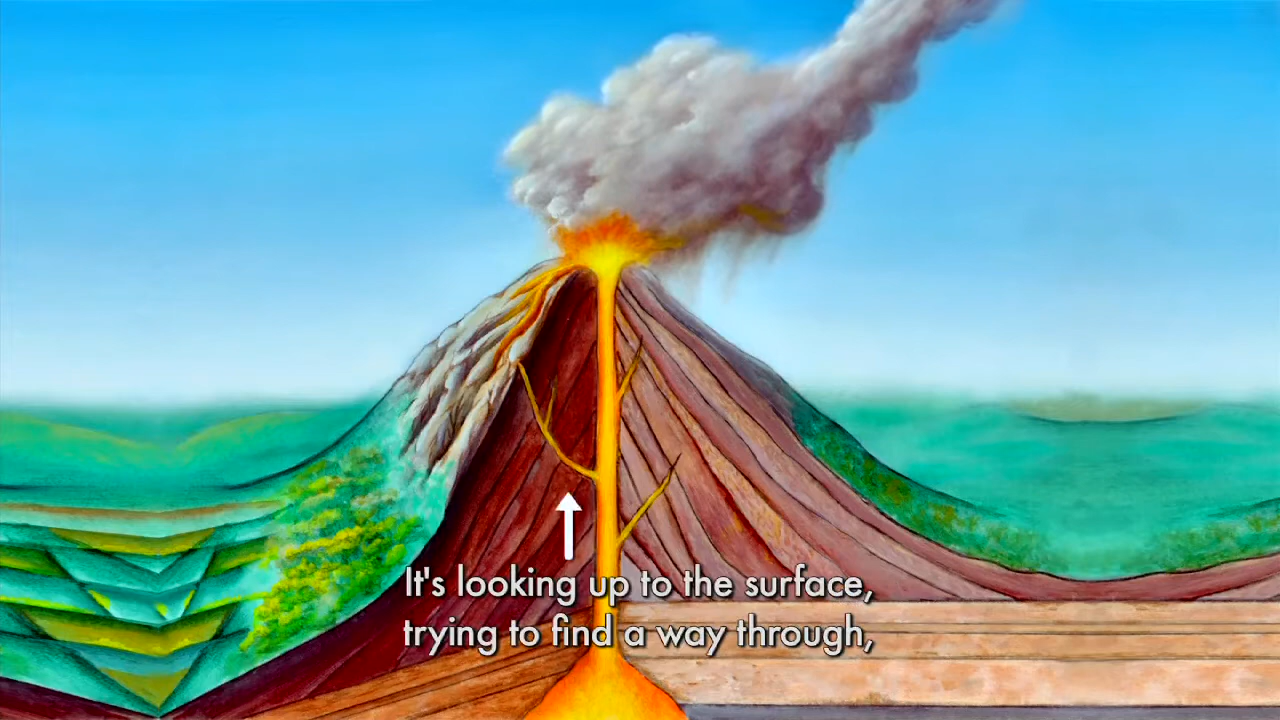 It's looking up to the surface,
trying to find a way through,